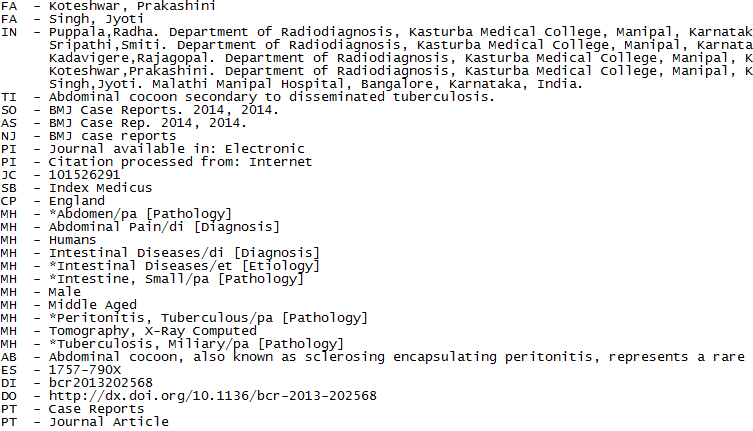 FA  - Koteshwar, Prakashini
FA  - Singh, Jyoti
IN  - Puppala,Radha. Department of Radiodiagnosis, Kasturba Medical College, Manipal, Karnatak
Sripathi,Smiti. Department of Radiodiagnosis, Kasturba Medical College, Manipal, Karnata
Kadavigere,Rajagopal. Department of Radiodiagnosis, Kasturba Medical College, Manipal, K
Koteshwar,Prakashini. Department of Radiodiagnosis, Kasturba Medical College, Manipal, K
Singh,Jyoti. Malathi Manipal Hospital, Bangalore, Karnataka, India.
TI  - Abdominal cocoon secondary to disseminated tuberculosis.
SO  - BMJ Case Reports. 2014, 2014.
AS  - BMJ Case Rep. 2014, 2014.
NJ  - BMJ case reports
PI  - Journal available in: Electronic
PI  - Citation processed from: Internet
JC  - 101526291
SB  - Index Medicus
CP  - England
MH  - *Abdomen/pa [Pathology]
MH  - Abdominal Pain/di [Diagnosis]
MH  - Humans
MH  - Intestinal Diseases/di [Diagnosis]
MH  - *Intestinal Diseases/et [Etiology]
MH  - *Intestine, Small/pa [Pathology]
MH  - Male
MH  - Middle Aged
MH  - *Peritonitis, Tuberculous/pa [Pathology]
MH  - Tomography, X-Ray Computed
MH  - *Tuberculosis, Miliary/pa [Pathology]
AB  - Abdominal cocoon, also known as sclerosing encapsulating peritonitis, represents a rare
ES  - 1757-790X
DI  - bcr2013202568
DO  - http://dx.doi.org/10.1136/bcr-2013-202568
PT  - Case Reports
PT  - Journal Article